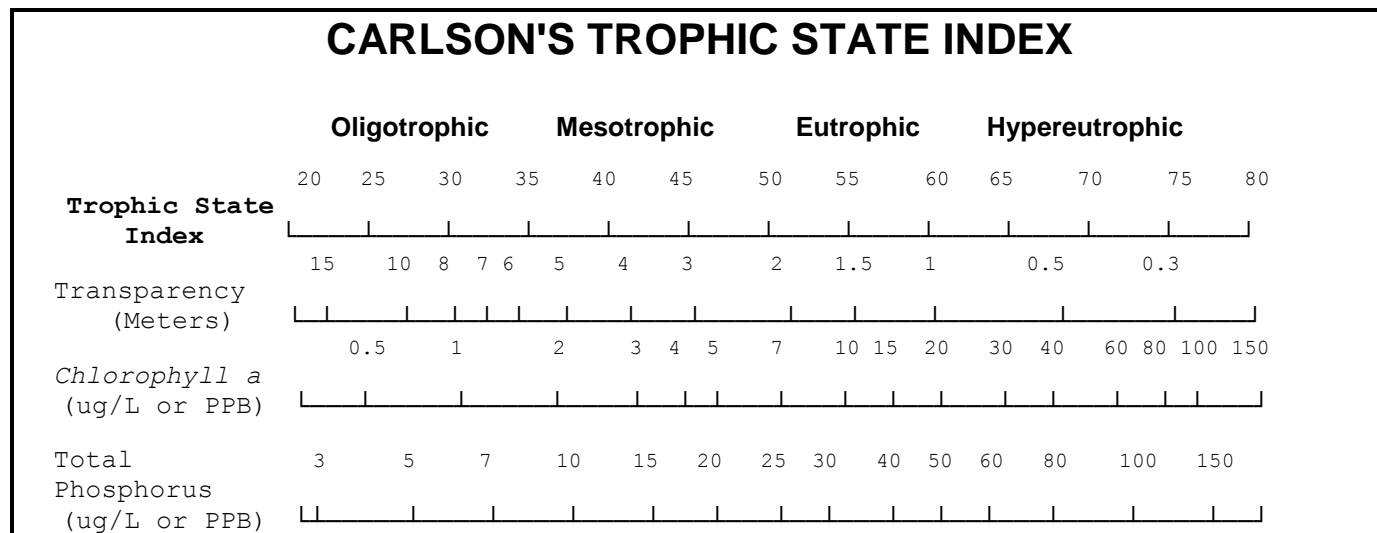 CARLSON'S TROPHIC STATE INDEX
Oligotrophic Mesotrophic Eutrophic Hypereutrophic
20 25 30 35 40 45 50 55 60 65 70 75 80
Trophic State
Index
15 10 8 7 6 5 4 3 2 1.5 1 0.5 0.3
Transparency
(Meters)
0.5 1 2 3 4 5 7 10 15 20 30 40 60 80 100 150
Chlorophyll a
(ug/L or PPB)
Total 3 5 7 10 15 20 25 30 40 50 60 80 100 150
Phosphorus
(ug/L or PPB)